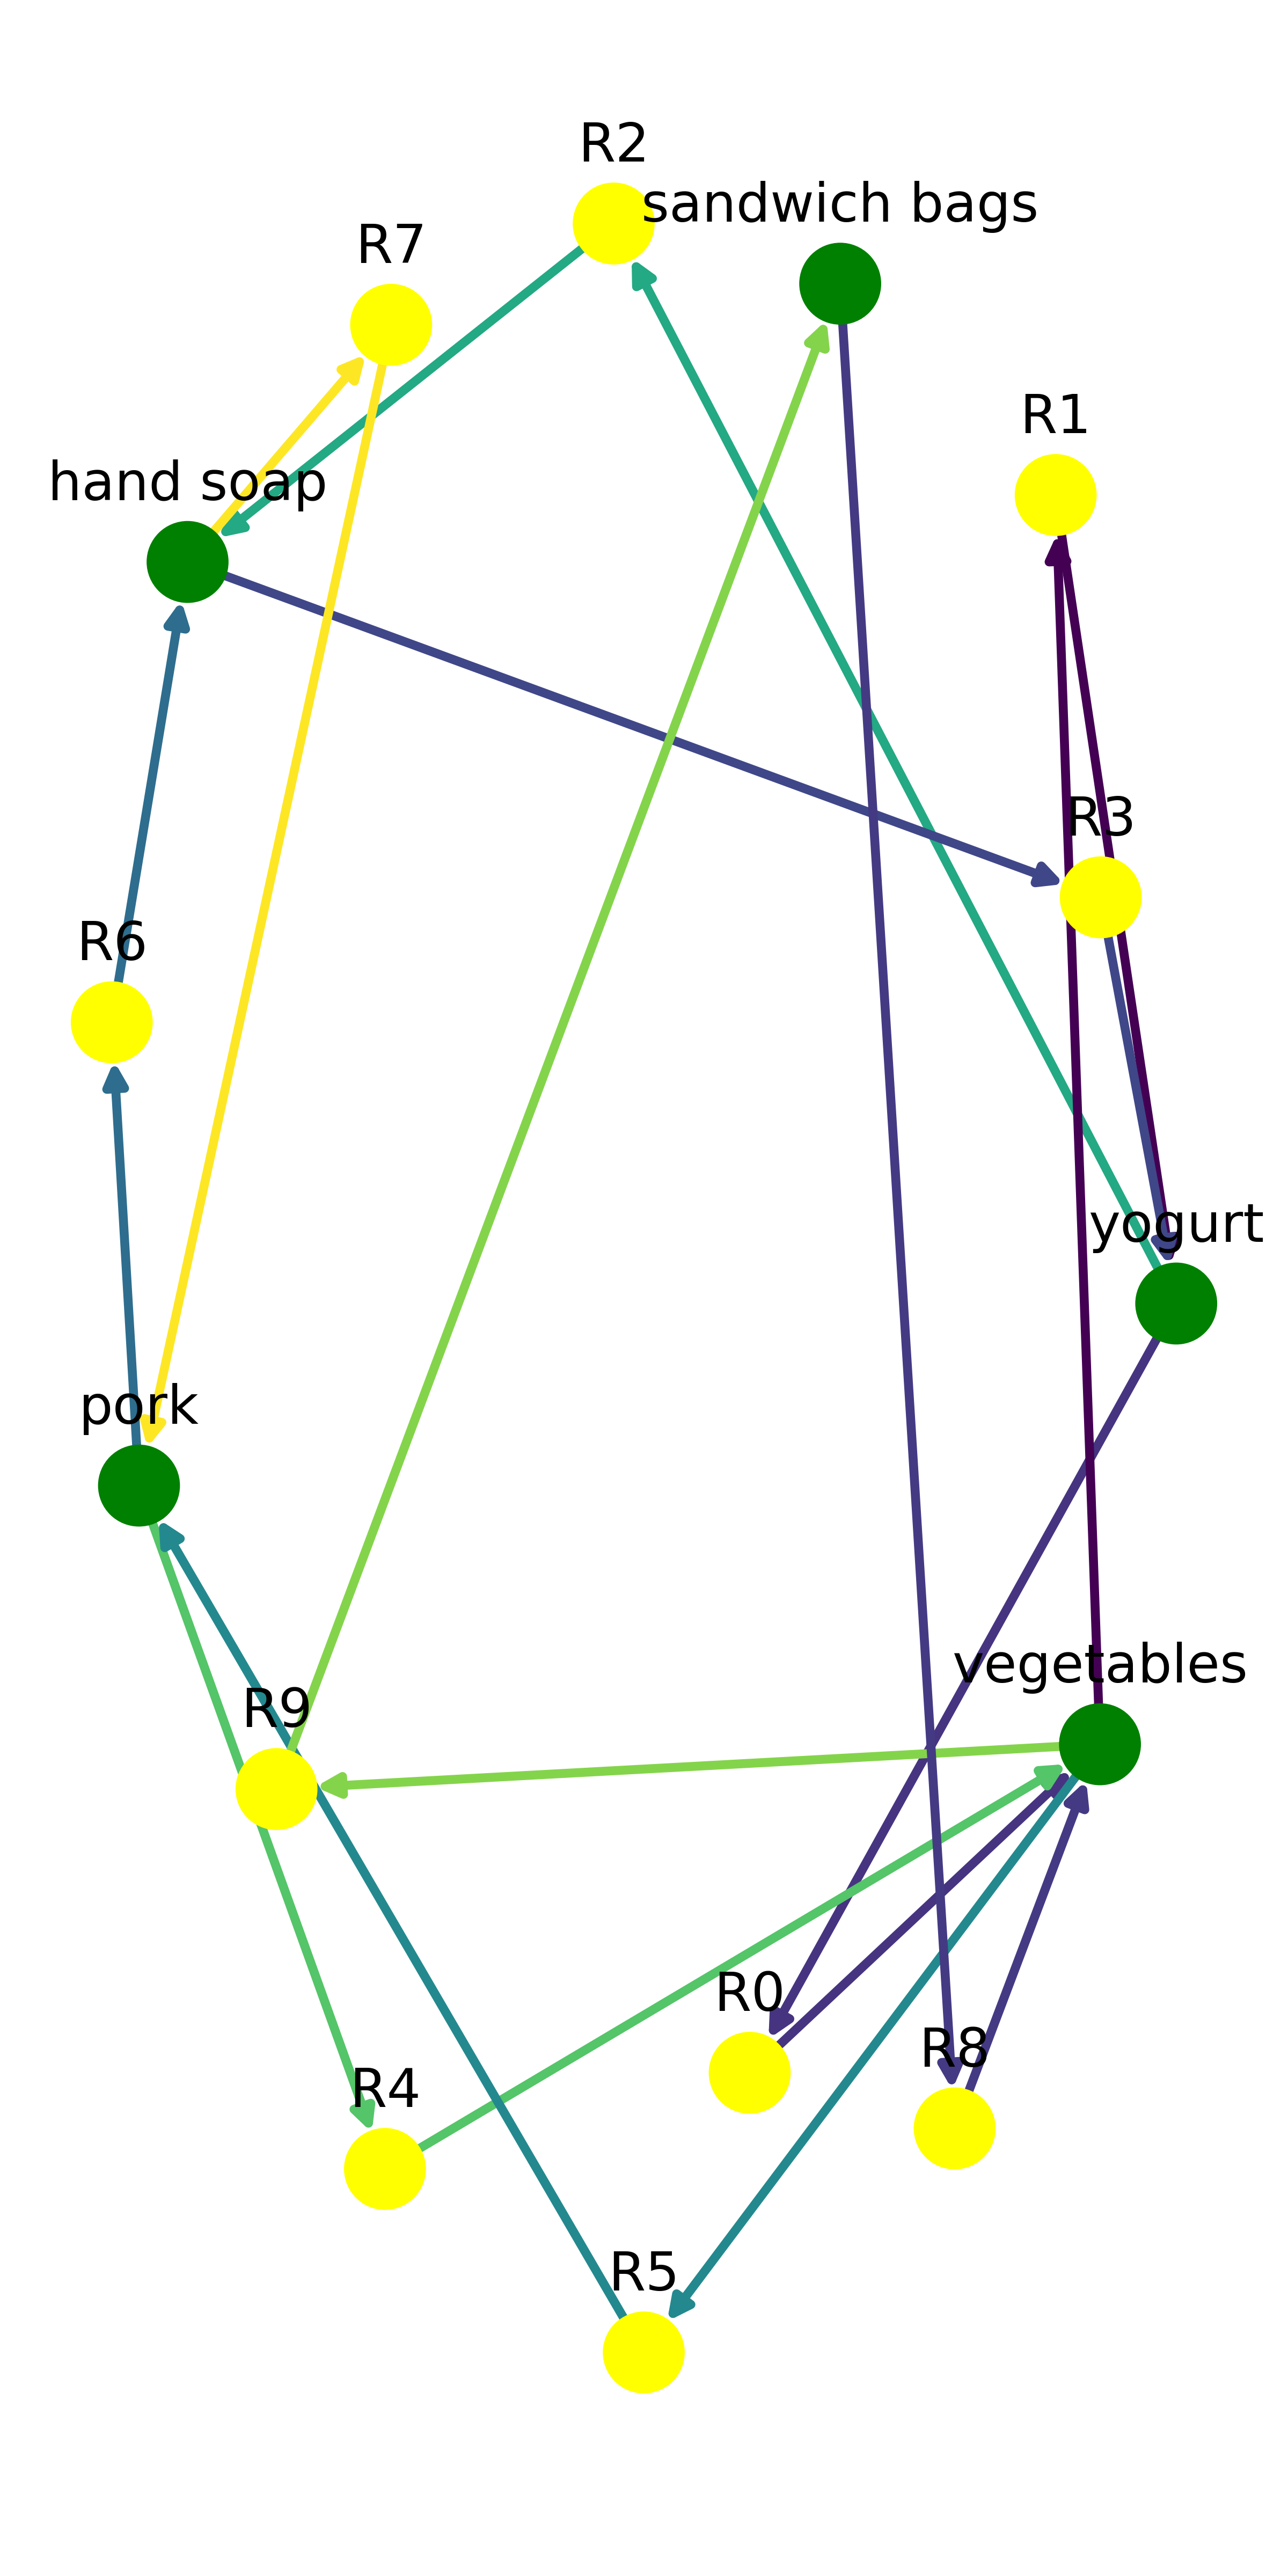 R2
sandwich bags
R7
R1
hand soap
R3
R6
yogurt
pork
vegetables
R9
R0
R8
R4
R5